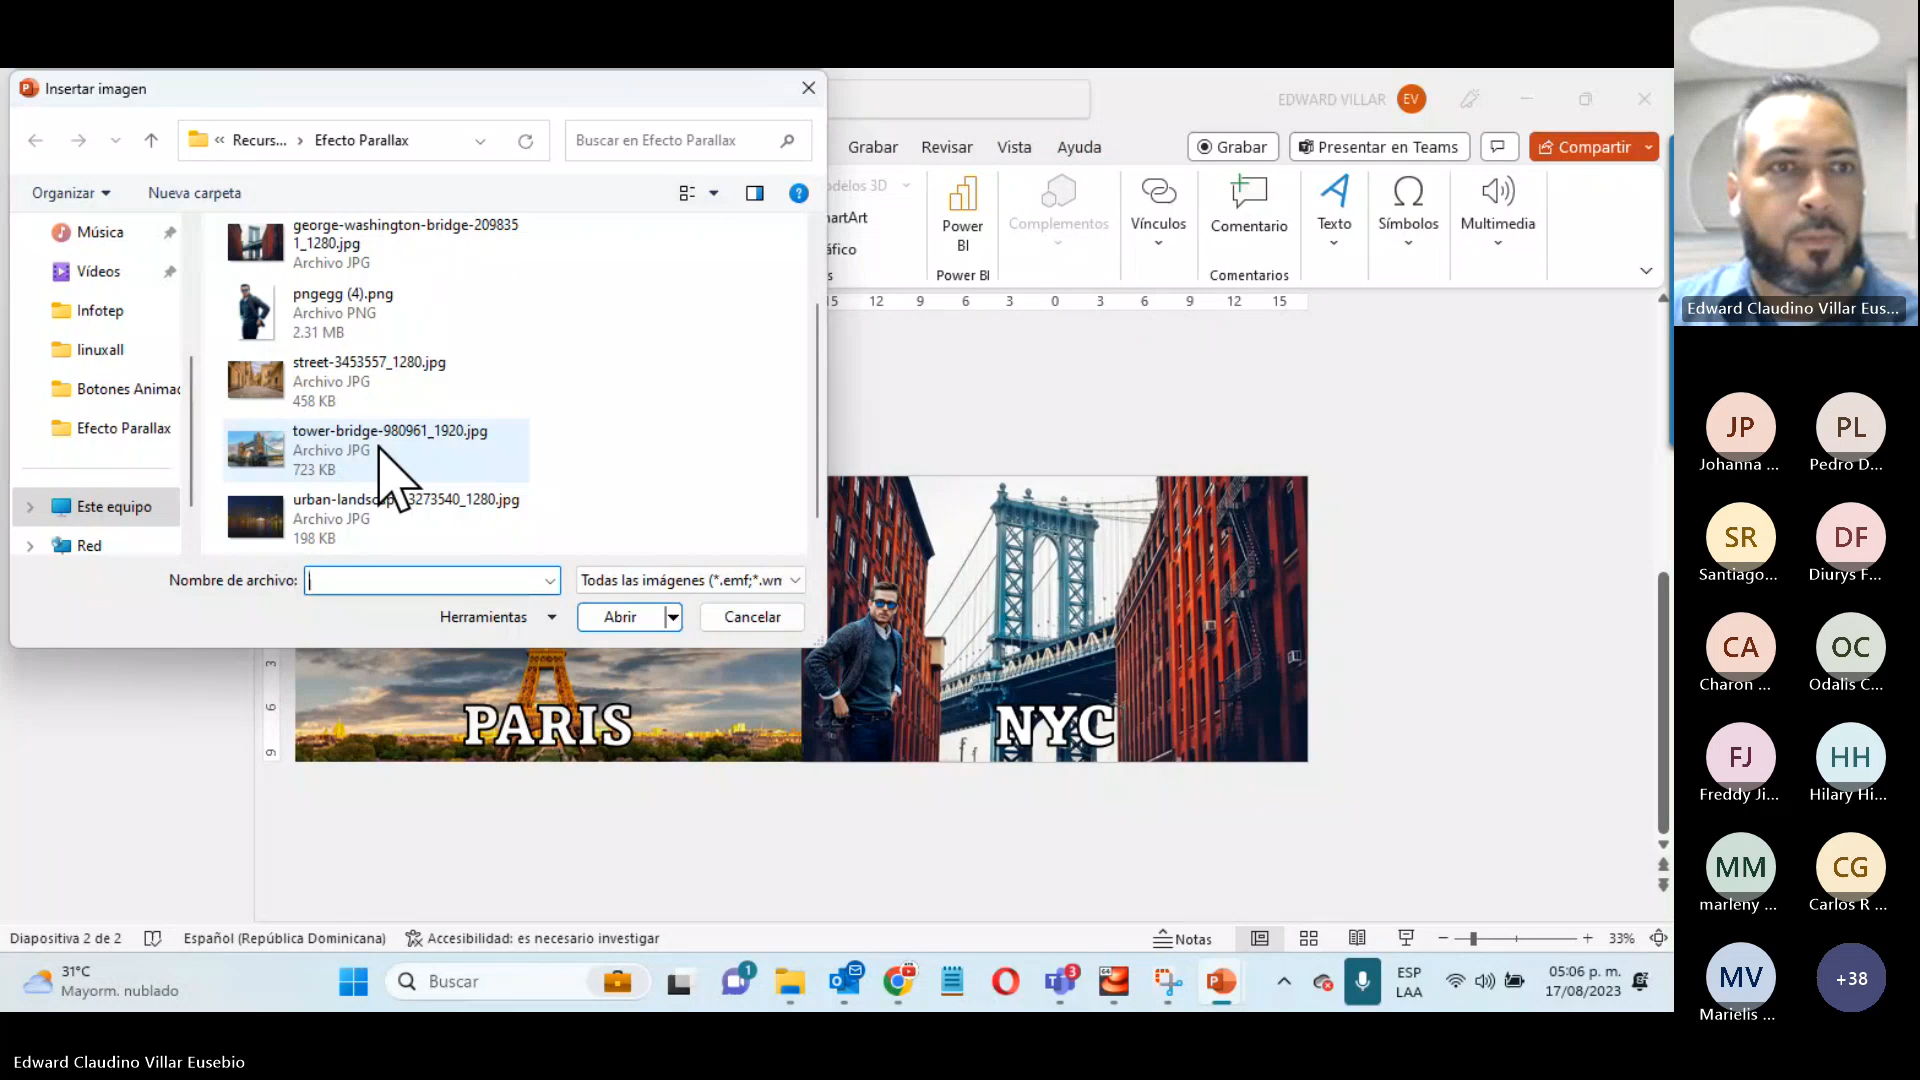 Insertar imagen
« Recurs... › Efecto Parallax
Buscar en Efecto Parallax
Organizar
Nueva carpeta
Música
Vídeos
Infotep
linuxall
Botones Animac
Efecto Parallax
Este equipo
Red
george-washington-bridge-209835
1_1280.jpg
Archivo JPG
pngegg (4).png
Archivo PNG
2.31 MB
street-3453557_1280.jpg
Archivo JPG
458 KB
tower-bridge-980961_1920.jpg
Archivo JPG
723 KB
3273540_1280.jpg
Archivo JPG
198 KB
Nombre de archivo:
Todas las imágenes (*.emf;*.wn
Herramientas
Abrir
Cancelar
EDWARD VILLAR EV
Grabar Revisar Vista Ayuda
Grabar
Presentar en Teams
Compartir
delos 3D
artArt
áfico
Power
BI
Complementos
Vínculos
Comentario
Texto
Símbolos
Multimedia
s
Power BI
Comentarios
15 12 9 6 3 0 3 6 9 12 15
3
6
9
PARIS
NYC
Diapositiva 2 de 2
Español (República Dominicana)
Accesibilidad: es necesario investigar
Notas
33%
31°C
Mayorm. nublado
Buscar
1
3
ESP
LAA
05:06 p. m.
17/08/2023
Edward Claudino Villar Eus...
JP
Johanna ...
PL
Pedro D...
SR
Santiago...
DF
Diurys F...
CA
Charon ...
OC
Odalis C...
FJ
Freddy Ji...
HH
Hilary Hi...
MM
marleny ...
CG
Carlos R ...
MV
Marielis ...
+38
Edward Claudino Villar Eusebio